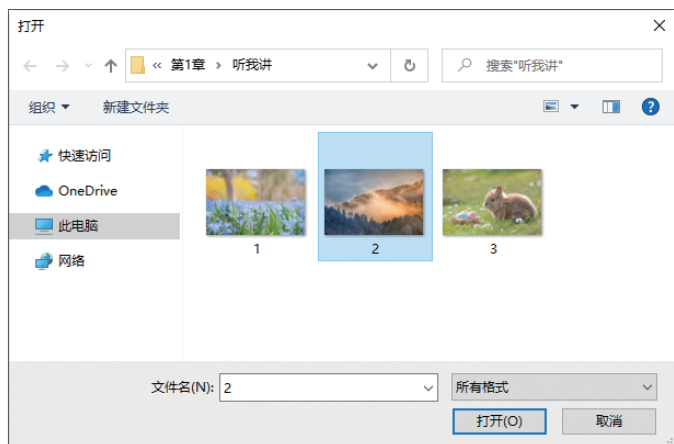 打开
« 第1章 › 听我讲
搜索"听我讲"
组织
新建文件夹
快速访问
OneDrive
此电脑
网络
1
2
3
文件名(N): 2
所有格式
打开(O)
取消